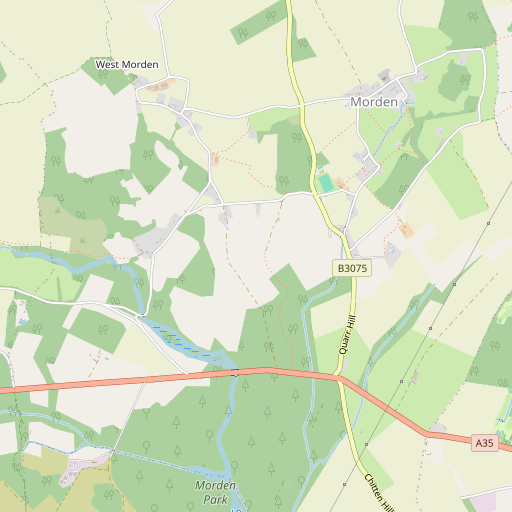 West Morden
Morden
B3075
Quarr Hill
A35
Morden
Park
Chitten Hill